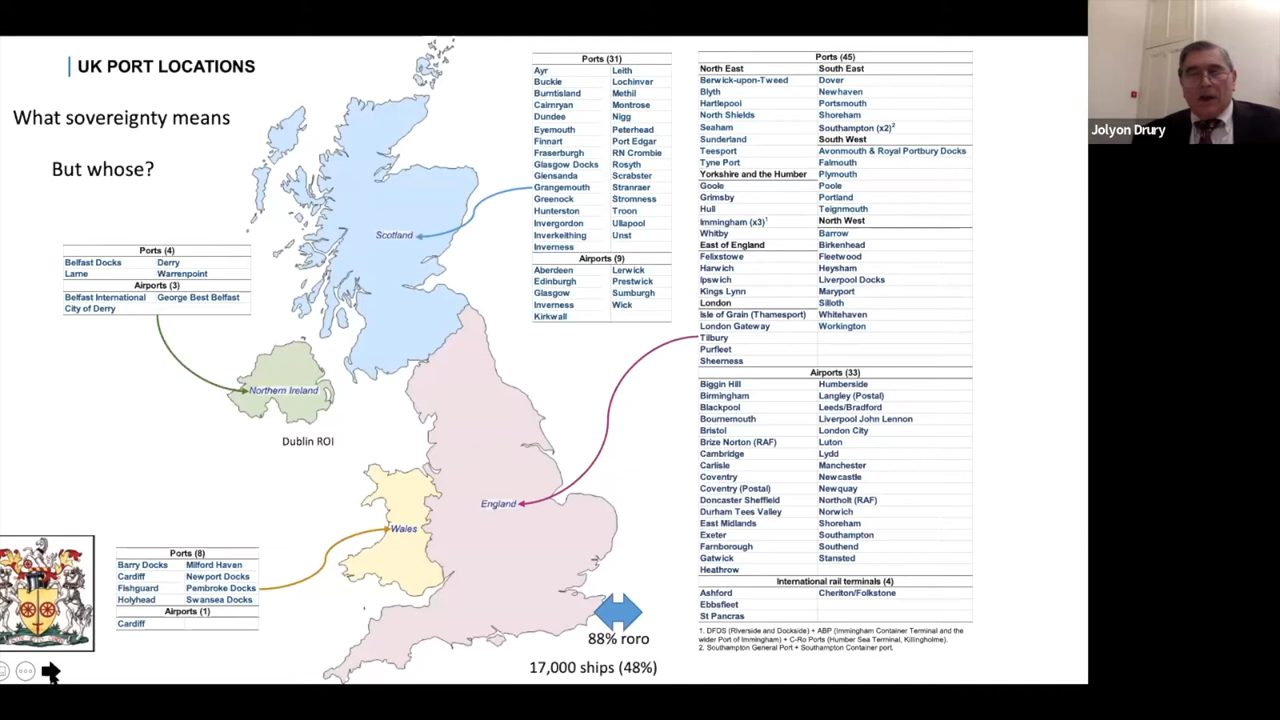 UK PORT LOCATIONS
What sovereignty means
But whose?
Ports (4)
Belfast Docks Derry
Larne Warrenpoint
Airports (3)
Belfast International George Best Belfast
City of Derry
Northern Ireland
Dublin ROI
Scotland
England
Wales
Ports (8)
Barry Docks Milford Haven
Cardiff Newport Docks
Fishguard Pembroke Docks
Holyhead Swansea Docks
Airports (1)
Cardiff
88% roro
17,000 ships (48%)
Ports (31)
Ayr Leith
Buckie Lochinver
Burntisland Methil
Cairnryan Montrose
Dundee Nigg
Eyemouth Peterhead
Finnart Port Edgar
Fraserburgh RN Crombie
Glasgow Docks Rosyth
Glensanda Scrabster
Grangemouth Stranraer
Greenock Stromness
Hunterston Troon
Invergordon Ullapool
Inverkeithing Unst
Inverness
Airports (9)
Aberdeen Lerwick
Edinburgh Prestwick
Glasgow Sumburgh
Inverness Wick
Kirkwall
Ports (45)
North East South East
Berwick-upon-Tweed Dover
Blyth Newhaven
Hartlepool Portsmouth
North Shields Shoreham
Seaham Southampton (x2)2
Sunderland South West
Teesport Avonmouth & Royal Portbury Docks
Tyne Port Falmouth
Yorkshire and the Humber Plymouth
Goole Poole
Grimsby Portland
Hull Teignmouth
Immingham (x3)1 North West
Whitby Barrow
East of England Birkenhead
Felixstowe Fleetwood
Harwich Heysham
Ipswich Liverpool Docks
Kings Lynn Maryport
London Silloth
Isle of Grain (Thamesport) Whitehaven
London Gateway Workington
Tilbury
Purfleet
Sheerness
Airports (33)
Biggin Hill Humberside
Birmingham Langley (Postal)
Blackpool Leeds/Bradford
Bournemouth Liverpool John Lennon
Bristol London City
Brize Norton (RAF) Luton
Cambridge Lydd
Carlisle Manchester
Coventry Newcastle
Coventry (Postal) Newquay
Doncaster Sheffield Northolt (RAF)
Durham Tees Valley Norwich
East Midlands Shoreham
Exeter Southampton
Farnborough Southend
Gatwick Stansted
Heathrow
International rail terminals (4)
Ashford Cheriton/Folkstone
Ebbsfleet
St Pancras
1. DFDS (Riverside and Dockside) + ABP (Immingham Container Terminal and the
wider Port of Immingham) + C-Ro Ports (Humber Sea Terminal, Killingholme).
2. Southampton General Port + Southampton Container port.
Jolyon Drury